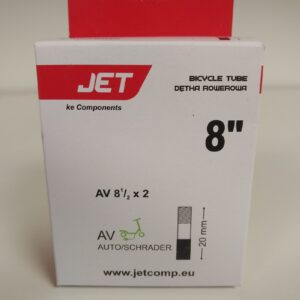 JET
ke Components
BICYCLE TUBE
DĘTKA ROWEROWA
8"
AV 8½ x 2
AV
AUTO/SCHRADER
20 mm
www.jetcomp.eu